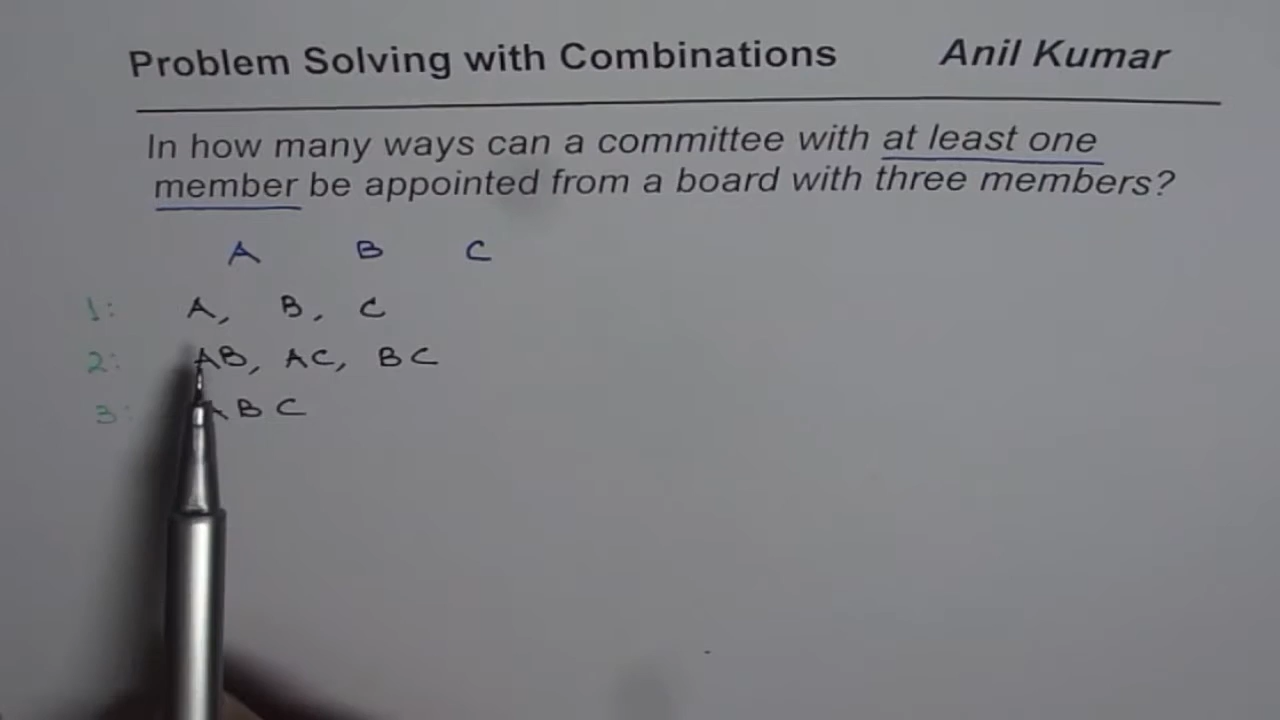 Problem Solving with Combinations Anil Kumar
In how many ways can a committee with at least one
member be appointed from a board with three members?
A B C
1: A, B, C
2: AB, AC, BC
3: ABC